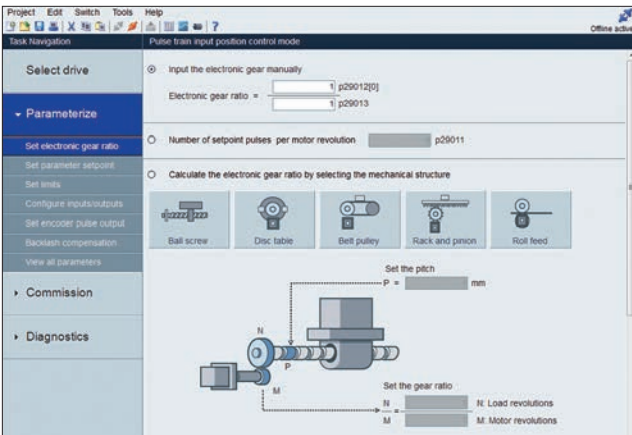 Project Edit Switch Tools Help
Offline active
Task Navigation
Pulse train input position control mode
Select drive
Parameterize
Set electronic gear ratio
Set parameter setpoint
Set limits
Configure inputs/outputs
Set encoder pulse output
Backlash compensation
View all parameters
Commission
Diagnostics
Input the electronic gear manually
Electronic gear ratio =
1 p29012[0]
1 p29013
Number of setpoint pulses per motor revolution p29011
Calculate the electronic gear ratio by selecting the mechanical structure
Ball screw Disc table Belt pulley Rack and pinion Roll feed
Set the pitch
P = mm
N
P
M
Set the gear ratio
N = N: Load revolutions
M M: Motor revolutions